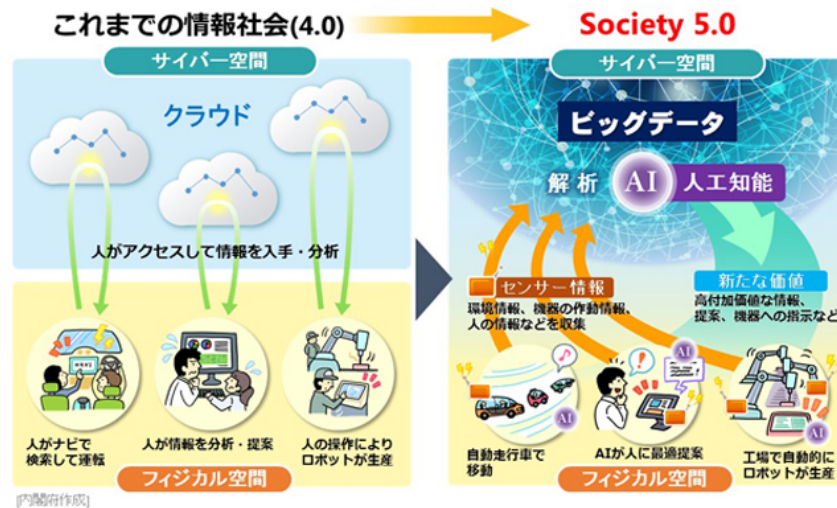 これまでの情報社会(4.0)
Society 5.0
サイバー空間
クラウド
人がアクセスして情報を入手・分析
人がナビで
検索して運転
人が情報を分析・提案
人の操作により
ロボットが生産
フィジカル空間
サイバー空間
ビッグデータ
解析 AI 人工知能
センサー情報
環境情報、機器の作動情報、
人の情報などを収集
新たな価値
高付加価値な情報、
提案、機器への指示など
AI
AI
AI
自動走行車で
移動
AIが人に最適提案
工場で自動的に
ロボットが生産
フィジカル空間
[内閣府作成]